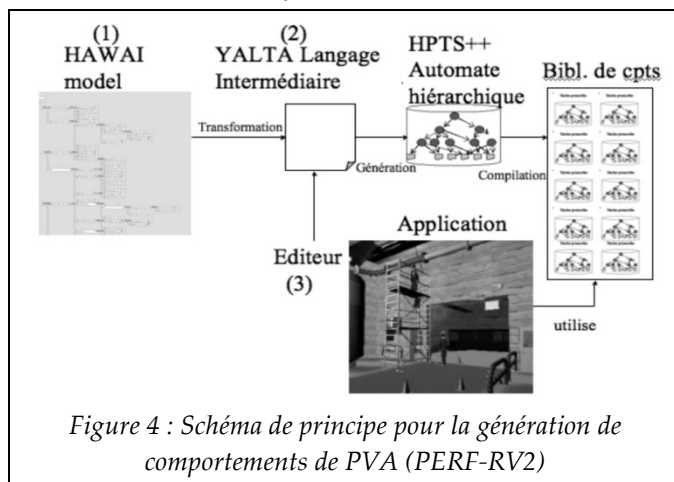 (1)
HAWAI
model
(2)
YALTA Langage
Intermédiaire
HPTS++
Automate
hiérarchique
Bibl. de cpts
Transformation
Génération
Compilation
Editeur
(3)
Application
utilise
Figure 4 : Schéma de principe pour la génération de
comportements de PVA (PERF-RV2)